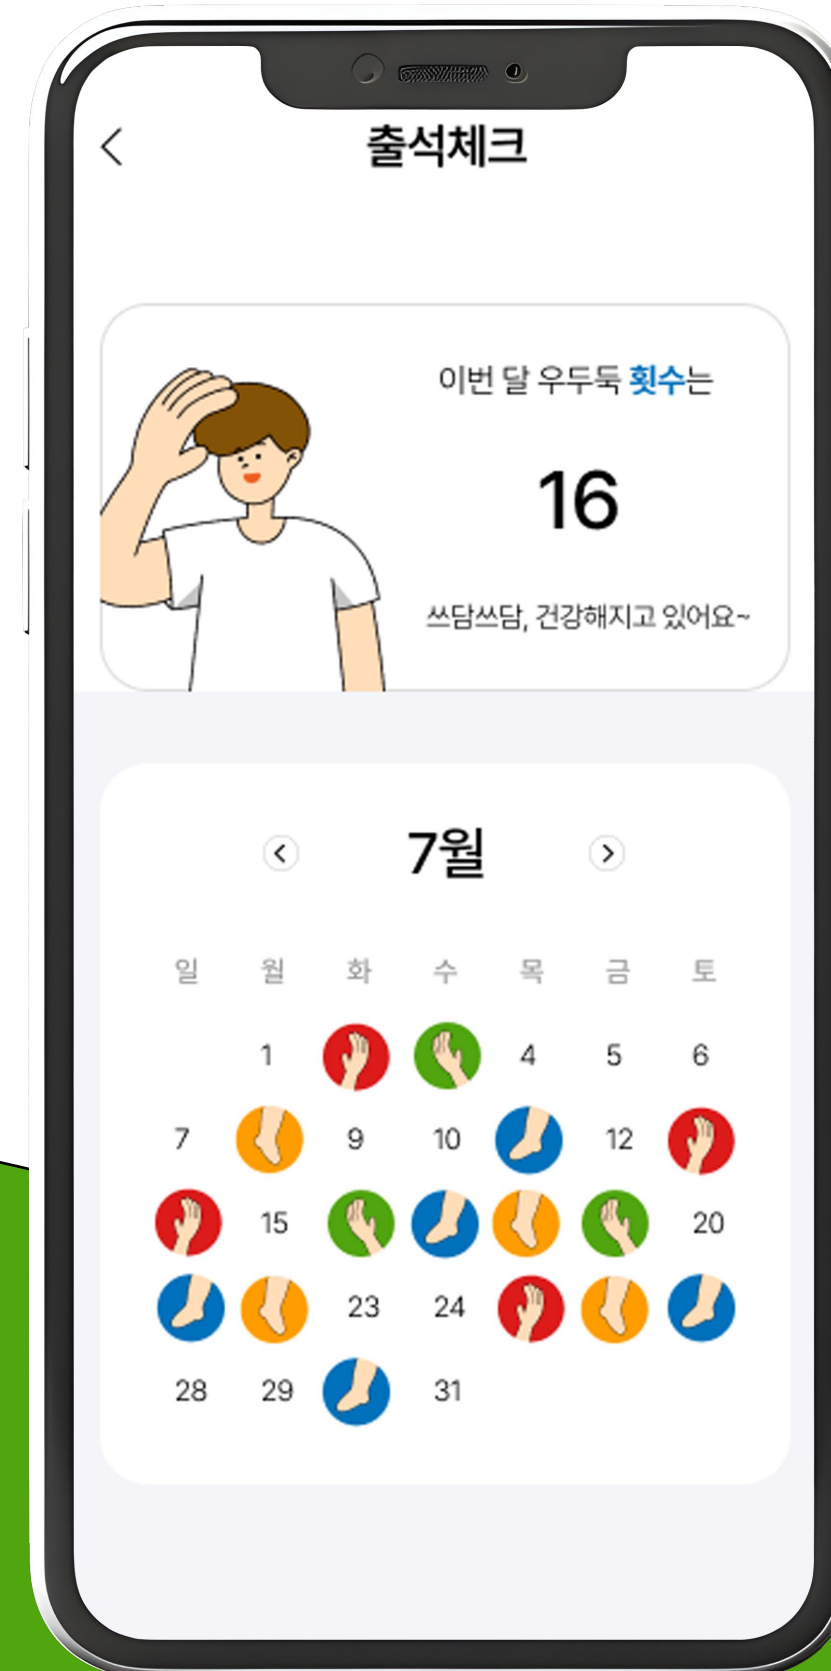 출석체크
이번 달 우두둑 횟수는
16
쓰담쓰담, 건강해지고 있어요~
7월
일 월 화 수 목 금 토
1 4 5 6
7 9 10 12
15 20
23 24
28 29 31